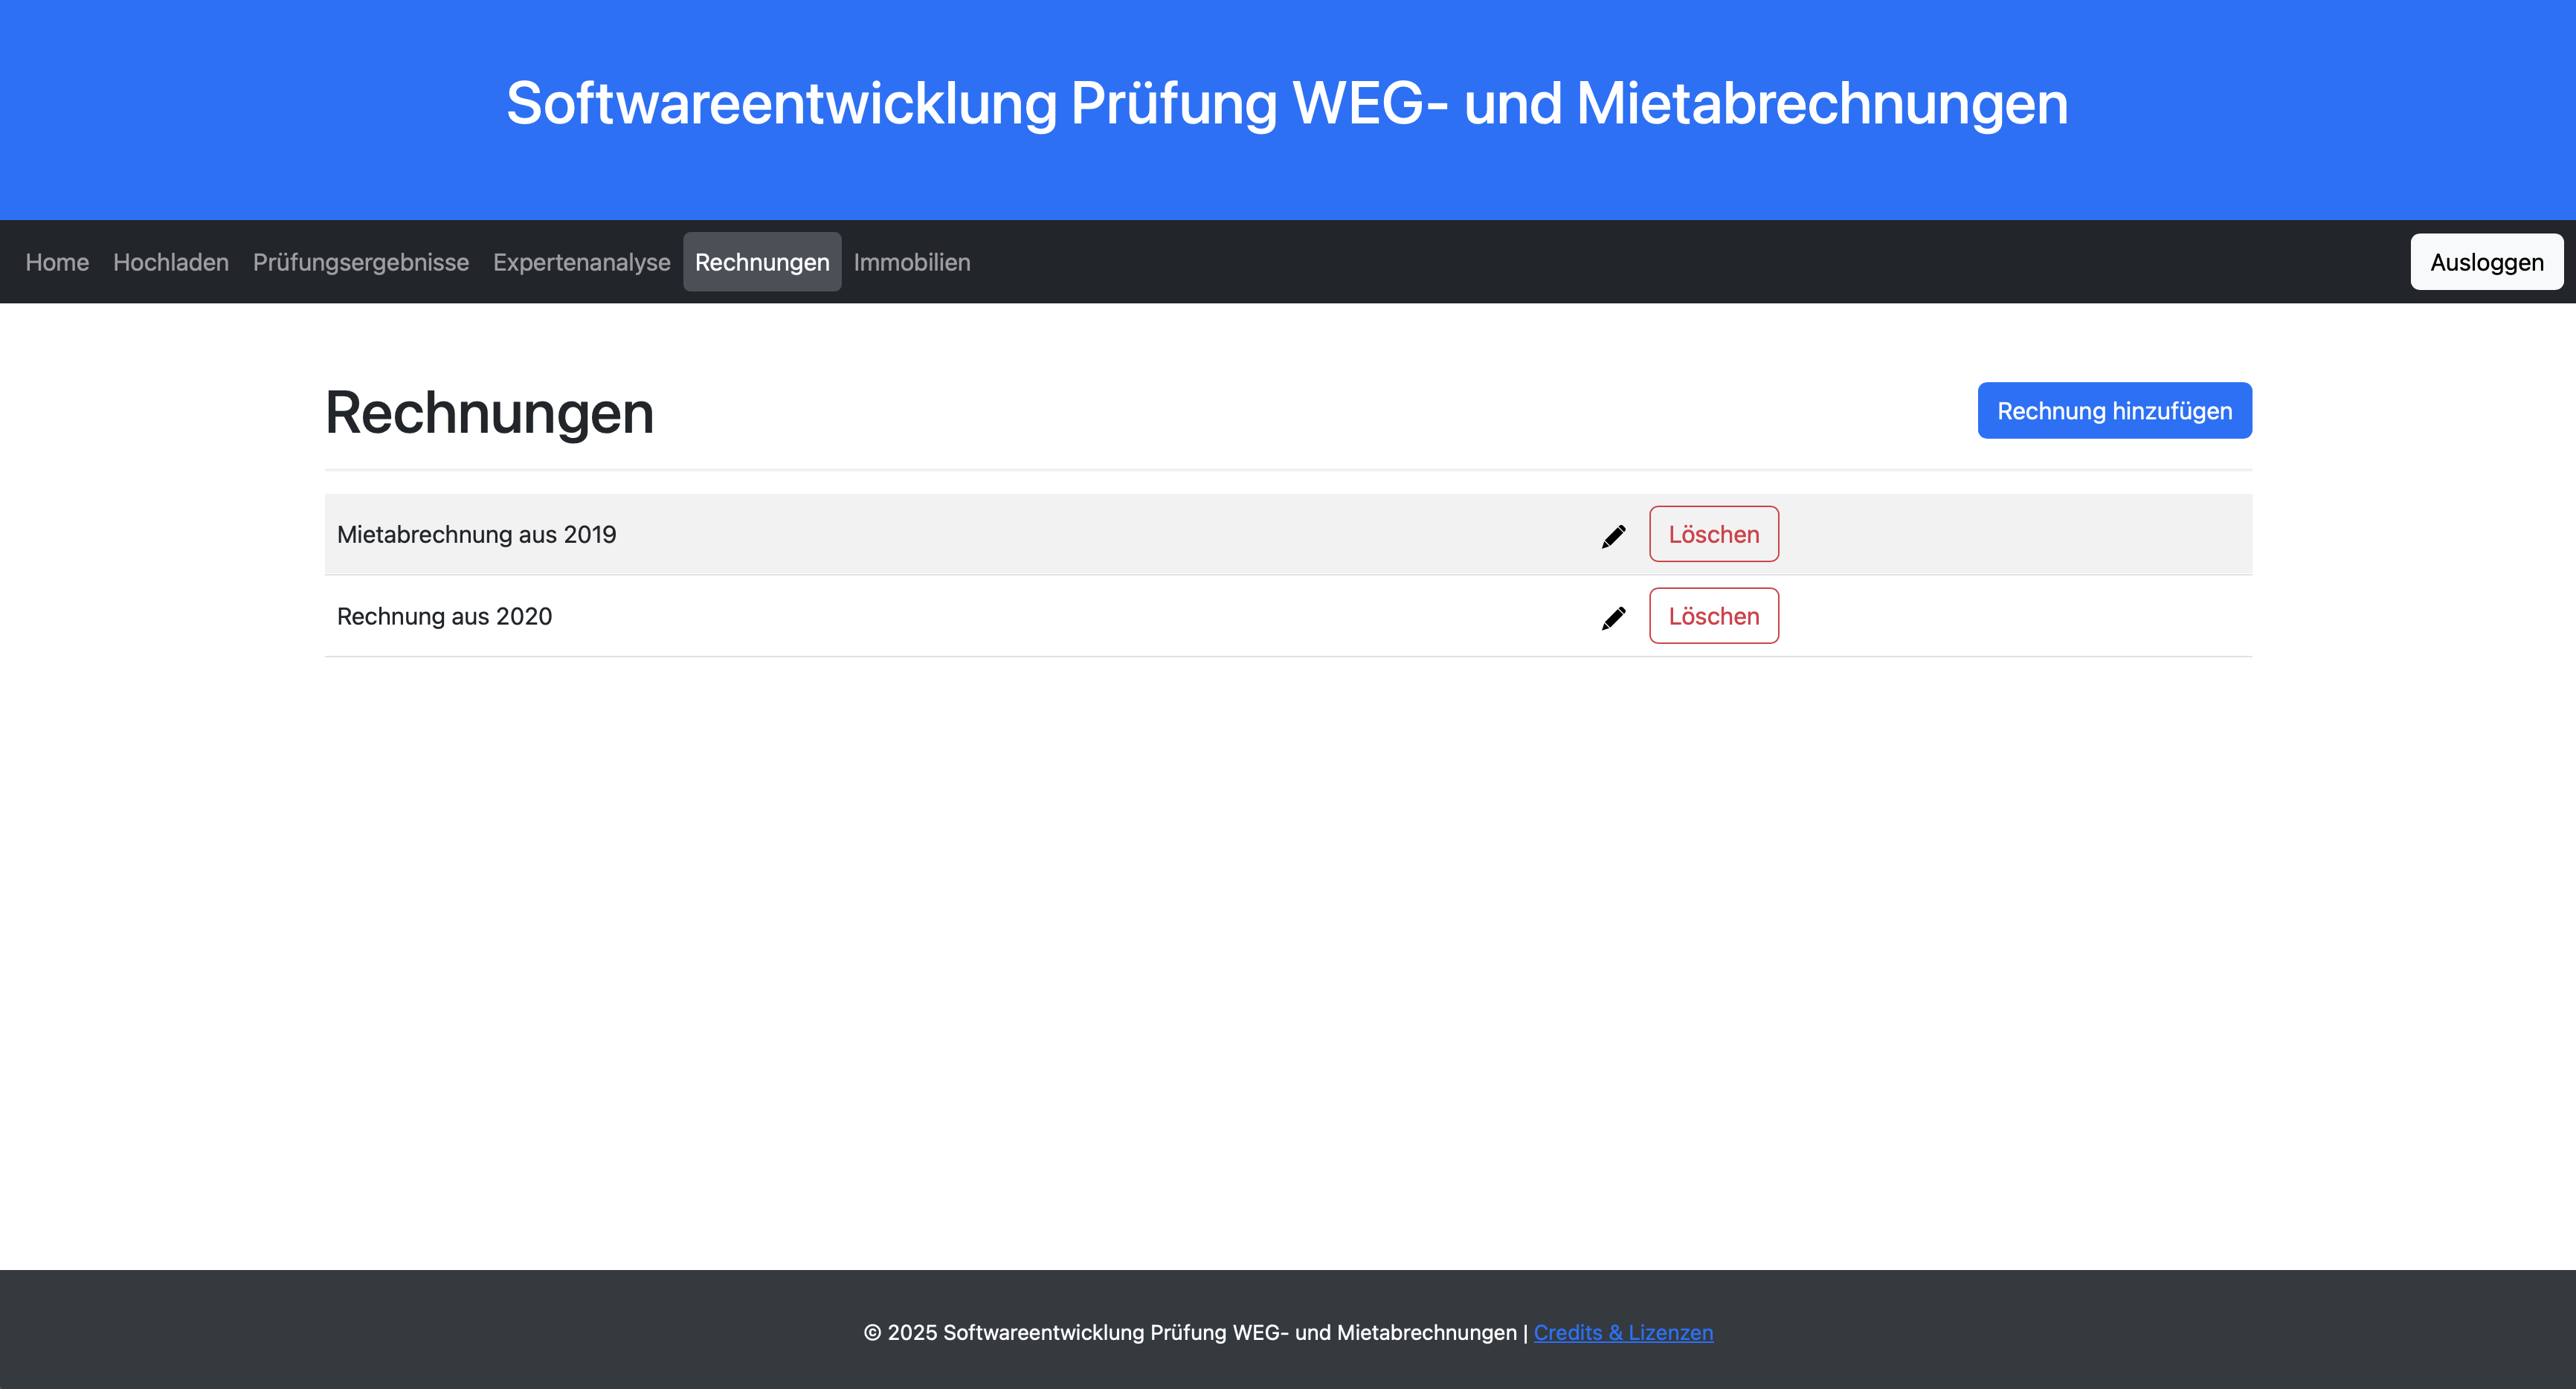 Softwareentwicklung Prüfung WEG- und Mietabrechnungen
Home Hochladen Prüfungsergebnisse Expertenanalyse Rechnungen Immobilien Ausloggen
Rechnungen Rechnung hinzufügen
Mietabrechnung aus 2019 Löschen
Rechnung aus 2020 Löschen
© 2025 Softwareentwicklung Prüfung WEG- und Mietabrechnungen | Credits & Lizenzen